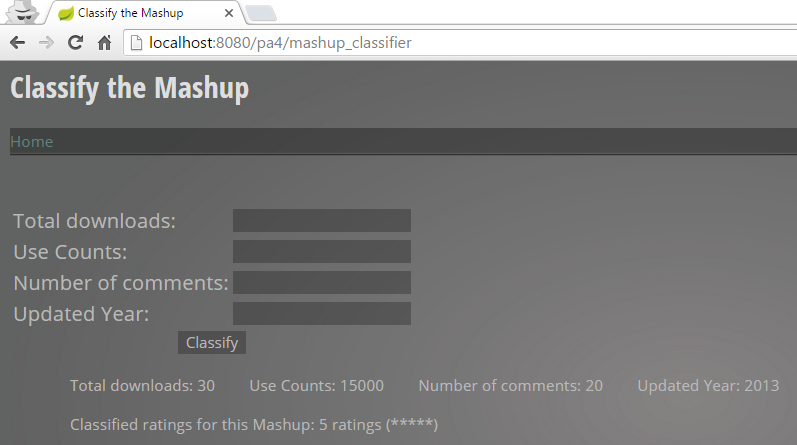 Classify the Mashup
localhost:8080/pa4/mashup_classifier
Classify the Mashup
Home
Total downloads:
Use Counts:
Number of comments:
Updated Year:
Classify
Total downloads: 30 Use Counts: 15000 Number of comments: 20 Updated Year: 2013
Classified ratings for this Mashup: 5 ratings (*****)